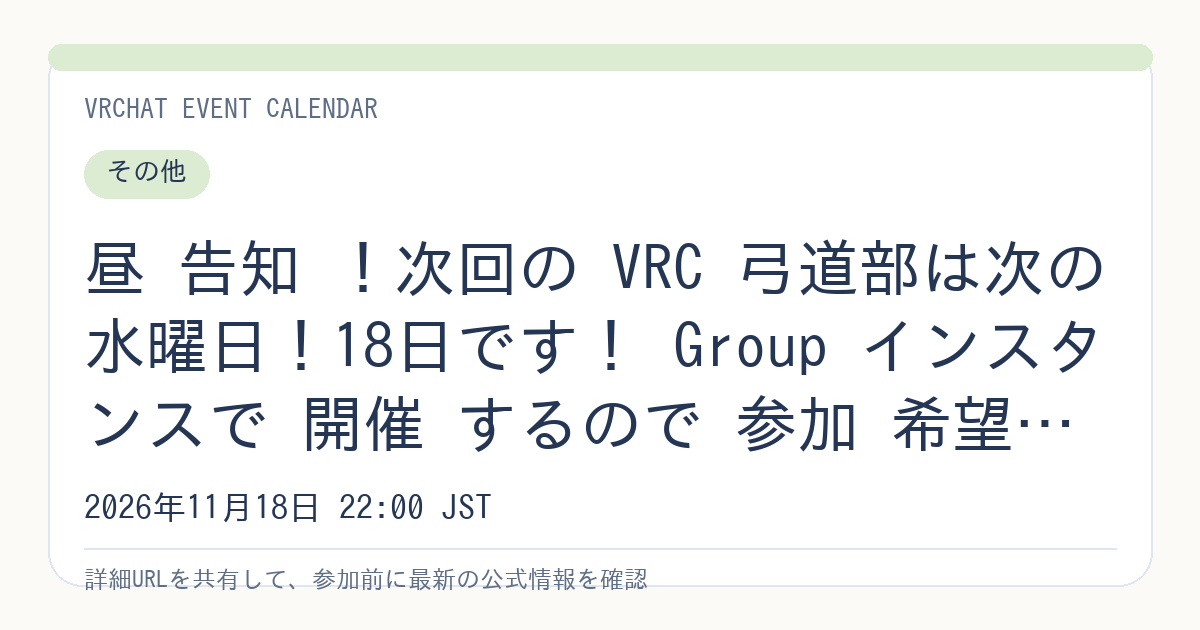 VRCHAT EVENT CALENDAR
その他
昼 告知 ！次回の VRC 弓道部は次の
水曜日！18日です！ Group インスタ
ンスで 開催 するので 参加 希望…
2026年11月18日 22:00 JST
詳細URLを共有して、参加前に最新の公式情報を確認